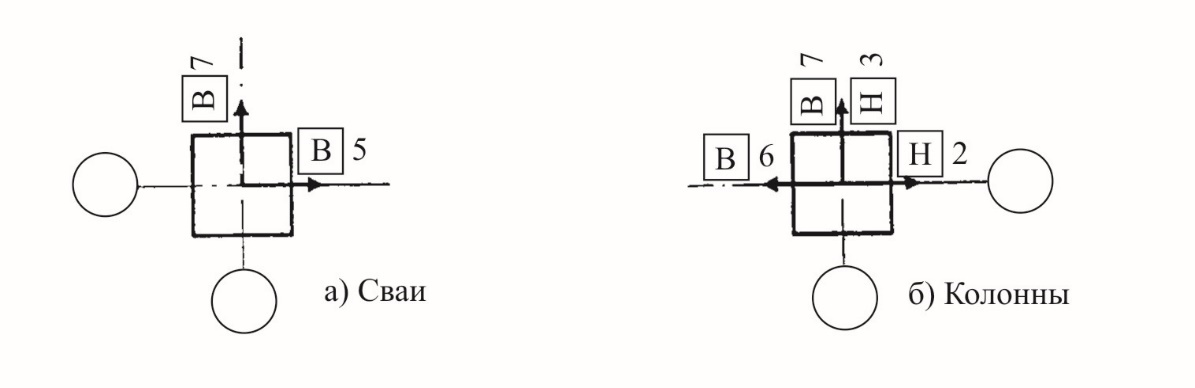 В 7
В 5
а) Сваи
В 7
Н 3
В 6
Н 2
б) Колонны